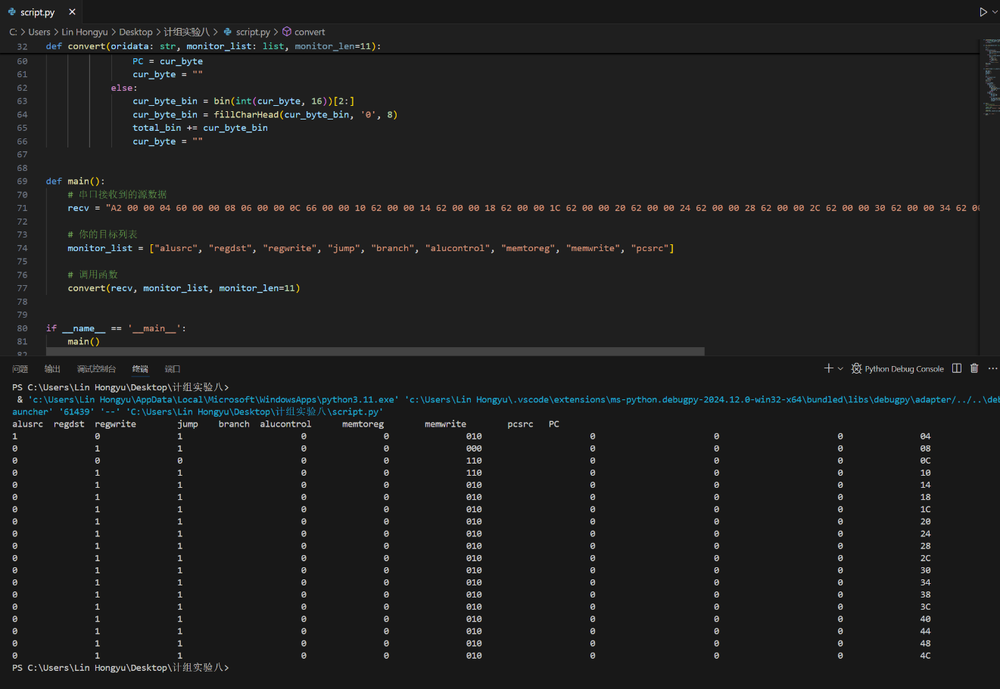 script.py
C: > Users > Lin Hongyu > Desktop > 计组实验八 > script.py > convert
32 def convert(oridata: str, monitor_list: list, monitor_len=11):
60 PC = cur_byte
61 cur_byte = ""
62 else:
63 cur_byte_bin = bin(int(cur_byte, 16))[2:]
64 cur_byte_bin = fillCharHead(cur_byte_bin, '0', 8)
65 total_bin += cur_byte_bin
66 cur_byte = ""
67
68
69 def main():
70 # 串口接收到的源数据
71 recv = "A2 00 00 04 60 00 00 08 06 00 00 0C 66 00 00 10 62 00 00 14 62 00 00 18 62 00 00 1C 62 00 00 20 62 00 00 24 62 00 00 28 62 00 00 2C 62 00 00 30 62 00 00 34 62 00
72
73 # 你的目标列表
74 monitor_list = ["alusrc", "regdst", "regwrite", "jump", "branch", "alucontrol", "memtoreg", "memwrite", "pcsrc"]
75
76 # 调用函数
77 convert(recv, monitor_list, monitor_len=11)
78
79
80 if __name__ == '__main__':
81 main()
82
问题 输出 调试控制台 终端 端口 Python Debug Console
PS C:\Users\Lin Hongyu\Desktop\计组实验八>
& 'c:\Users\Lin Hongyu\AppData\Local\Microsoft\WindowsApps\python3.11.exe' 'c:\Users\Lin Hongyu\.vscode\extensions\ms-python.debugpy-2024.12.0-win32-x64\bundled\libs\debugpy\adapter/../..\deb
auncher' '61439' '--' 'C:\Users\Lin Hongyu\Desktop\计组实验八\script.py'
alusrc regdst regwrite jump branch alucontrol memtoreg memwrite pcsrc PC
1 0 1 0 0 010 0 0 0 04
0 1 1 0 0 000 0 0 0 08
0 0 0 0 0 110 0 0 0 0C
0 1 1 0 0 110 0 0 0 10
0 1 1 0 0 010 0 0 0 14
0 1 1 0 0 010 0 0 0 18
0 1 1 0 0 010 0 0 0 1C
0 1 1 0 0 010 0 0 0 20
0 1 1 0 0 010 0 0 0 24
0 1 1 0 0 010 0 0 0 28
0 1 1 0 0 010 0 0 0 2C
0 1 1 0 0 010 0 0 0 30
0 1 1 0 0 010 0 0 0 34
0 1 1 0 0 010 0 0 0 38
0 1 1 0 0 010 0 0 0 3C
0 1 1 0 0 010 0 0 0 40
0 1 1 0 0 010 0 0 0 44
0 1 1 0 0 010 0 0 0 48
0 1 1 0 0 010 0 0 0 4C
PS C:\Users\Lin Hongyu\Desktop\计组实验八>